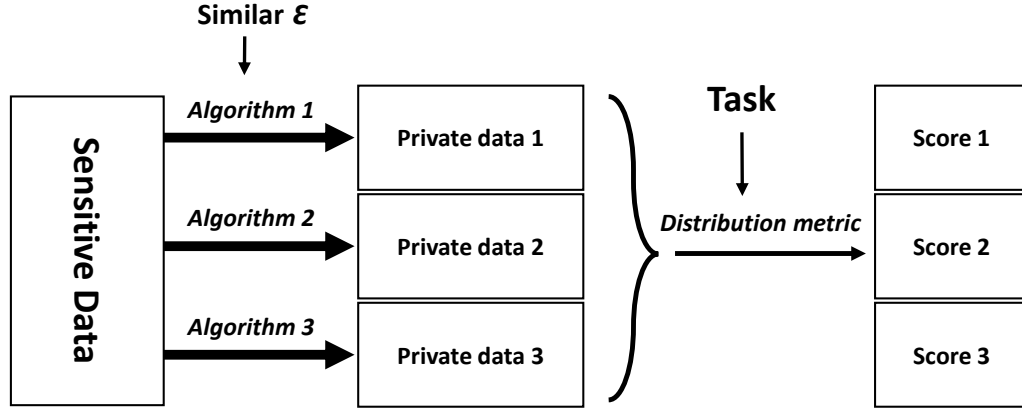 Similar ε
Sensitive Data
Algorithm 1
Private data 1
Algorithm 2
Private data 2
Algorithm 3
Private data 3
Task
Distribution metric
Score 1
Score 2
Score 3